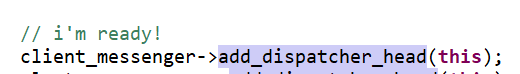 // i'm ready!
client_messenger->add_dispatcher_head(this);